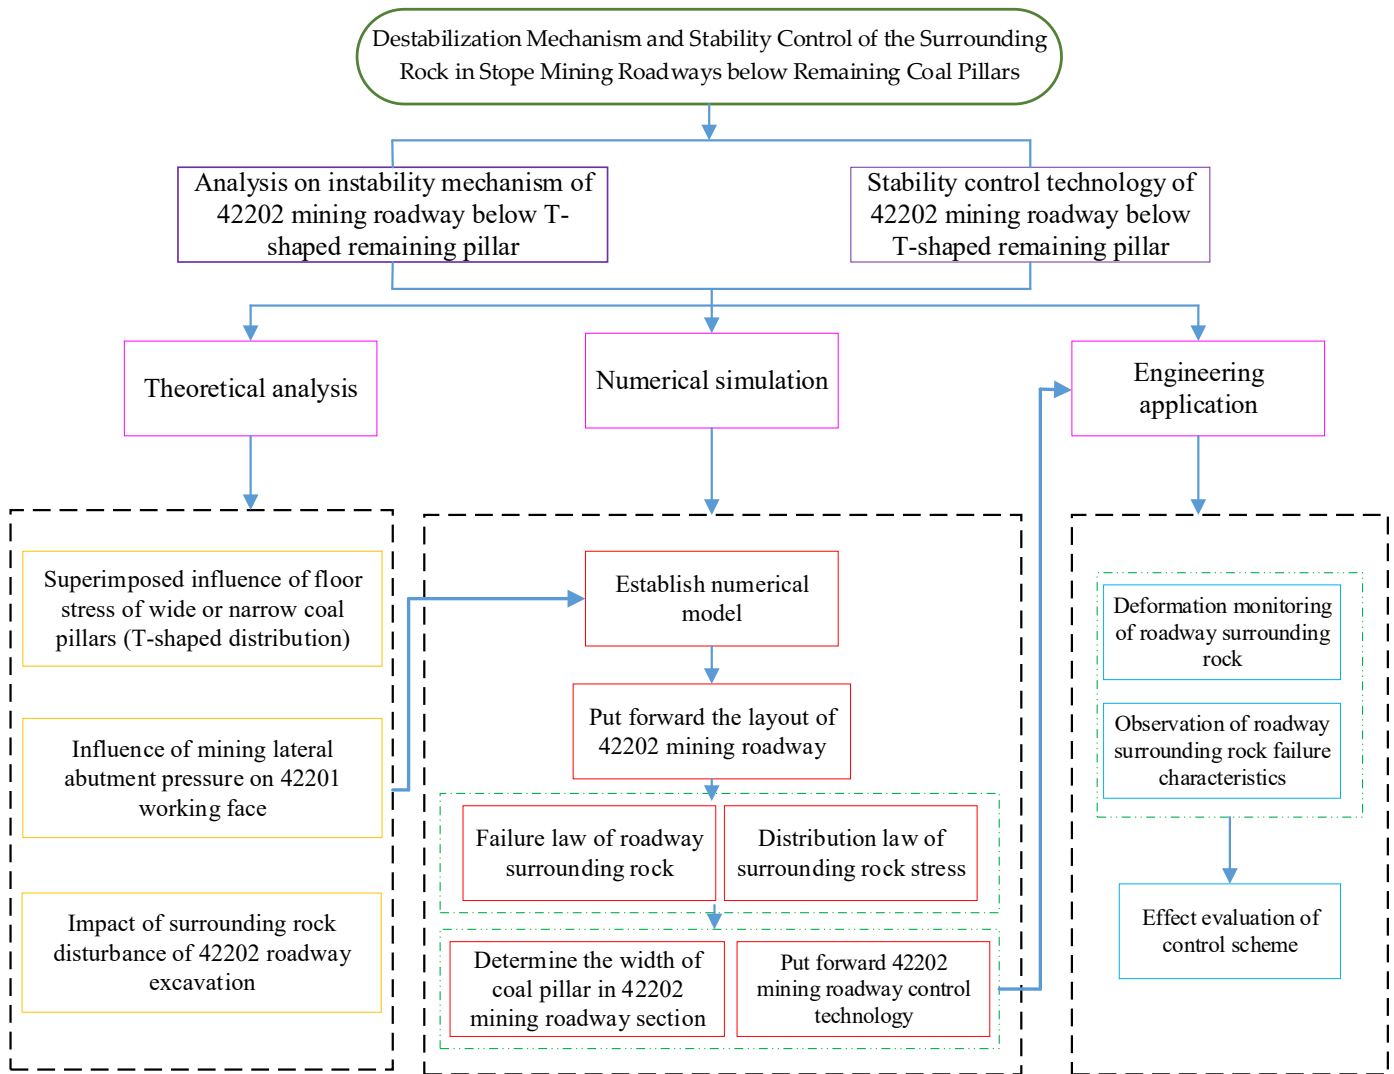 Destabilization Mechanism and Stability Control of the Surrounding
Rock in Stope Mining Roadways below Remaining Coal Pillars
Analysis on instability mechanism of
42202 mining roadway below T-
shaped remaining pillar
Stability control technology of
42202 mining roadway below
T-shaped remaining pillar
Theoretical analysis
Numerical simulation
Engineering
application
Superimposed influence of floor
stress of wide or narrow coal
pillars (T-shaped distribution)
Influence of mining lateral
abutment pressure on 42201
working face
Impact of surrounding rock
disturbance of 42202 roadway
excavation
Establish numerical
model
Put forward the layout of
42202 mining roadway
Failure law of roadway
surrounding rock
Distribution law of
surrounding rock stress
Determine the width of
coal pillar in 42202
mining roadway section
Put forward 42202
mining roadway control
technology
Deformation monitoring
of roadway surrounding
rock
Observation of roadway
surrounding rock failure
characteristics
Effect evaluation of
control scheme